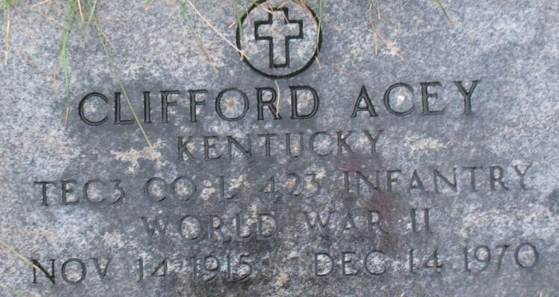 CLIFFORD ACEY
KENTUCKY
TEC3 CO L 423 INFANTRY
WORLD WAR II
NOV 14 1915 DEC 14 1970